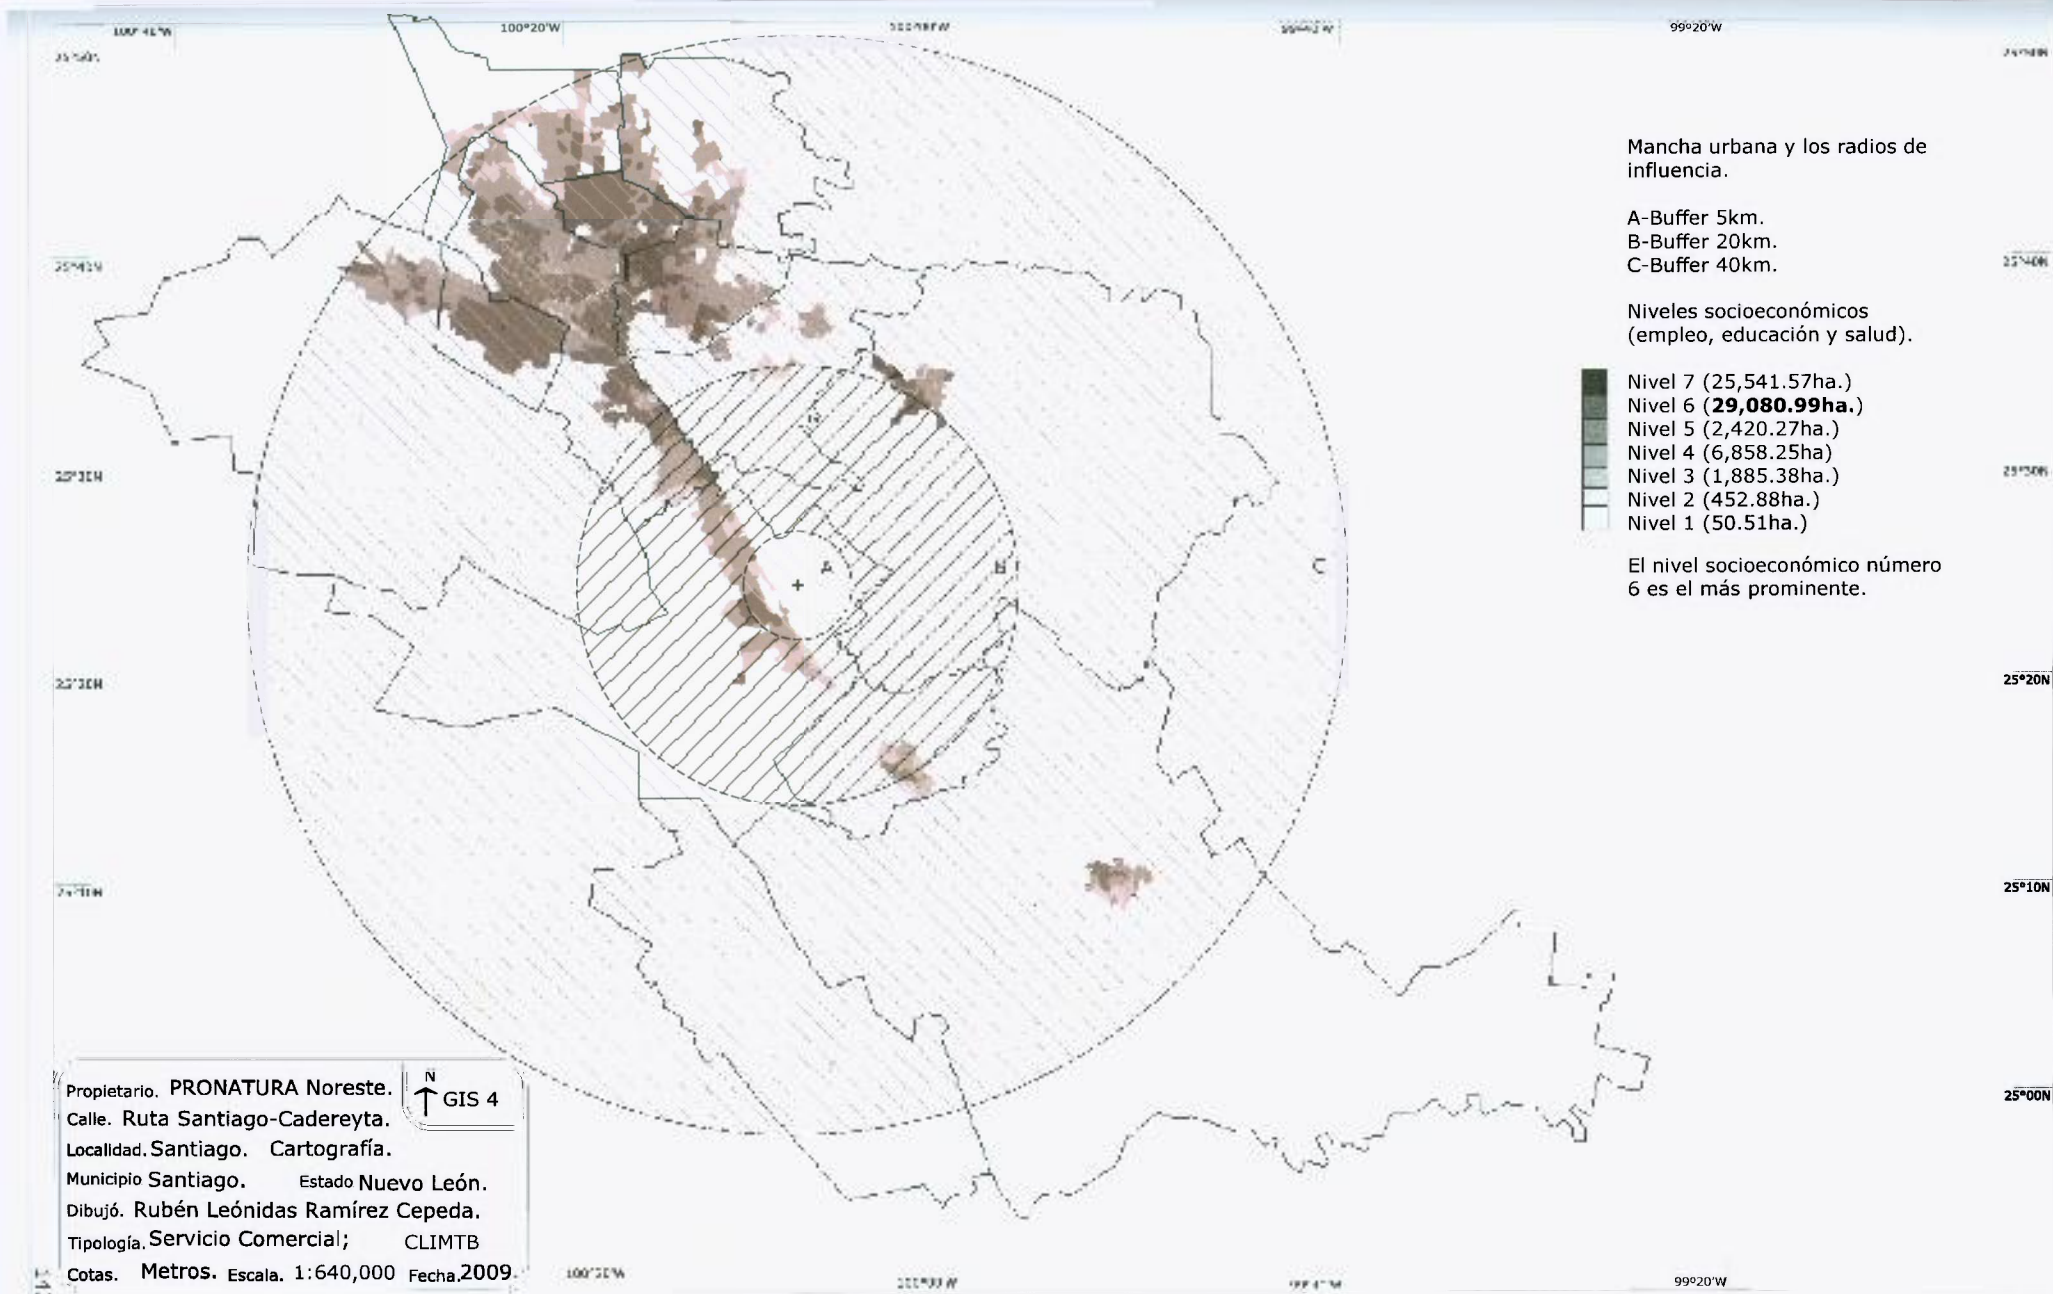 100°20'W
99°20'W
Mancha urbana y los radios de
influencia.
A-Buffer 5km.
B-Buffer 20km.
C-Buffer 40km.
Niveles socioeconómicos
(empleo, educación y salud).
Nivel 7 (25,541.57ha.)
Nivel 6 (29,080.99ha.)
Nivel 5 (2,420.27ha.)
Nivel 4 (6,858.25ha)
Nivel 3 (1,885.38ha.)
Nivel 2 (452.88ha.)
Nivel 1 (50.51ha.)
El nivel socioeconómico número
6 es el más prominente.
A
B
C
25°20N
25°10N
25°00N
Propietario. PRONATURA Noreste.
N
GIS 4
Calle. Ruta Santiago-Cadereyta.
Localidad. Santiago. Cartografía.
Municipio Santiago. Estado Nuevo León.
Dibujó. Rubén Leónidas Ramírez Cepeda.
Tipología. Servicio Comercial; CLIMTB
Cotas. Metros. Escala. 1:640,000 Fecha.2009.
99°20'W